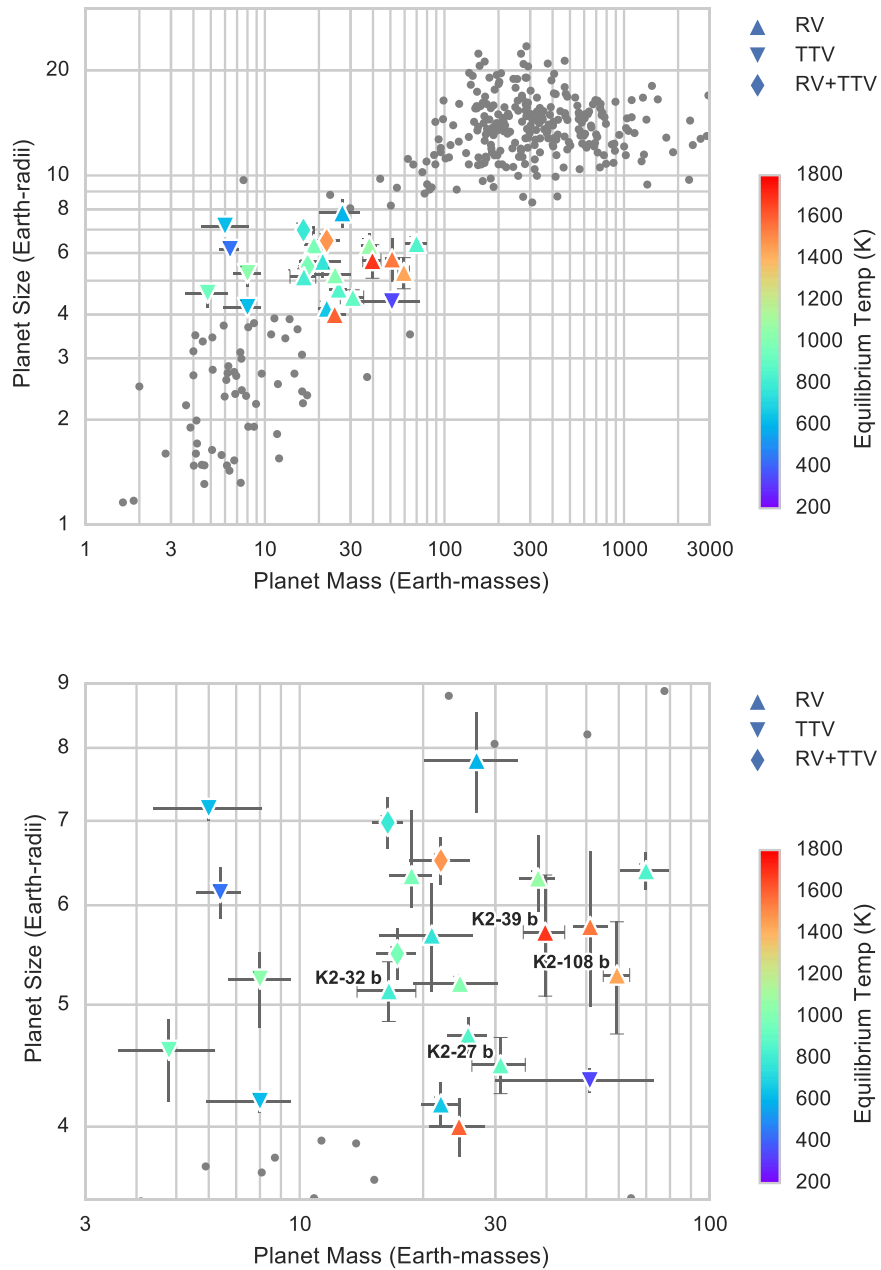 RV
TTV
RV+TTV
20
10
8
6
4
3
2
1
Planet Size (Earth-radii)
1 3 10 30 100 300 1000 3000
Planet Mass (Earth-masses)
1800
1600
1400
1200
1000
800
600
400
200
Equilibrium Temp (K)
RV
TTV
RV+TTV
9
8
7
6
5
4
Planet Size (Earth-radii)
K2-39 b
K2-108 b
K2-32 b
K2-27 b
3 10 30 100
Planet Mass (Earth-masses)
1800
1600
1400
1200
1000
800
600
400
200
Equilibrium Temp (K)